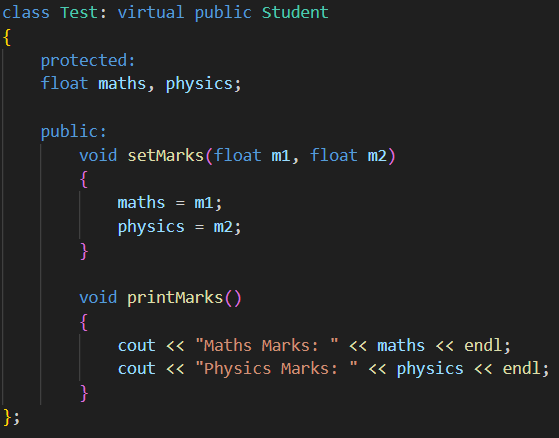 class Test: virtual public Student
{
    protected:
    float maths, physics;

    public:
        void setMarks(float m1, float m2)
        {
            maths = m1;
            physics = m2;
        }

        void printMarks()
        {
            cout << "Maths Marks: " << maths << endl;
            cout << "Physics Marks: " << physics << endl;
        }
};